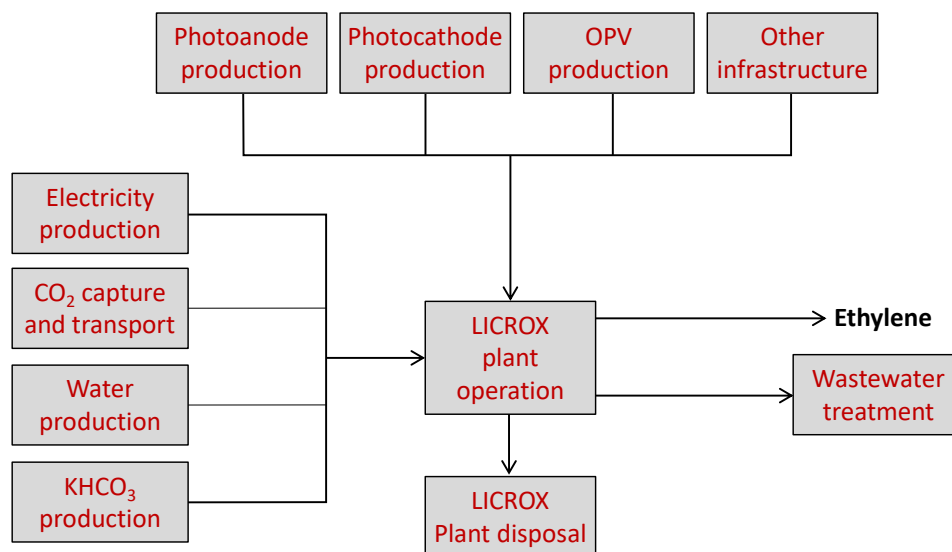 Photoanode
production
Photocathode
production
OPV
production
Other
infrastructure
Electricity
production
CO₂ capture
and transport
Water
production
KHCO₃
production
LICROX
plant
operation
Ethylene
Wastewater
treatment
LICROX
Plant disposal